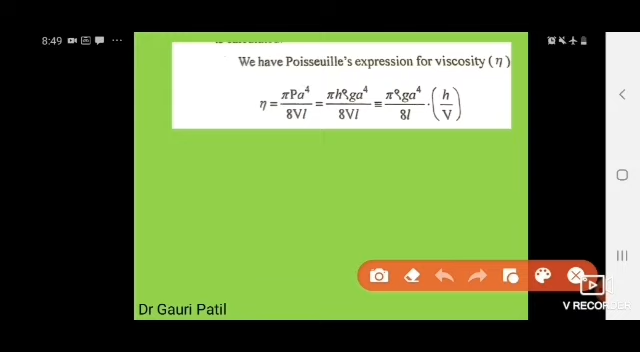 8:49
We have Poisseuille's expression for viscosity (η)
η = πPa⁴/8Vl = πhρga⁴/8Vl ≡ πρga⁴/8l · (h/V)
V RECORDER
Dr Gauri Patil